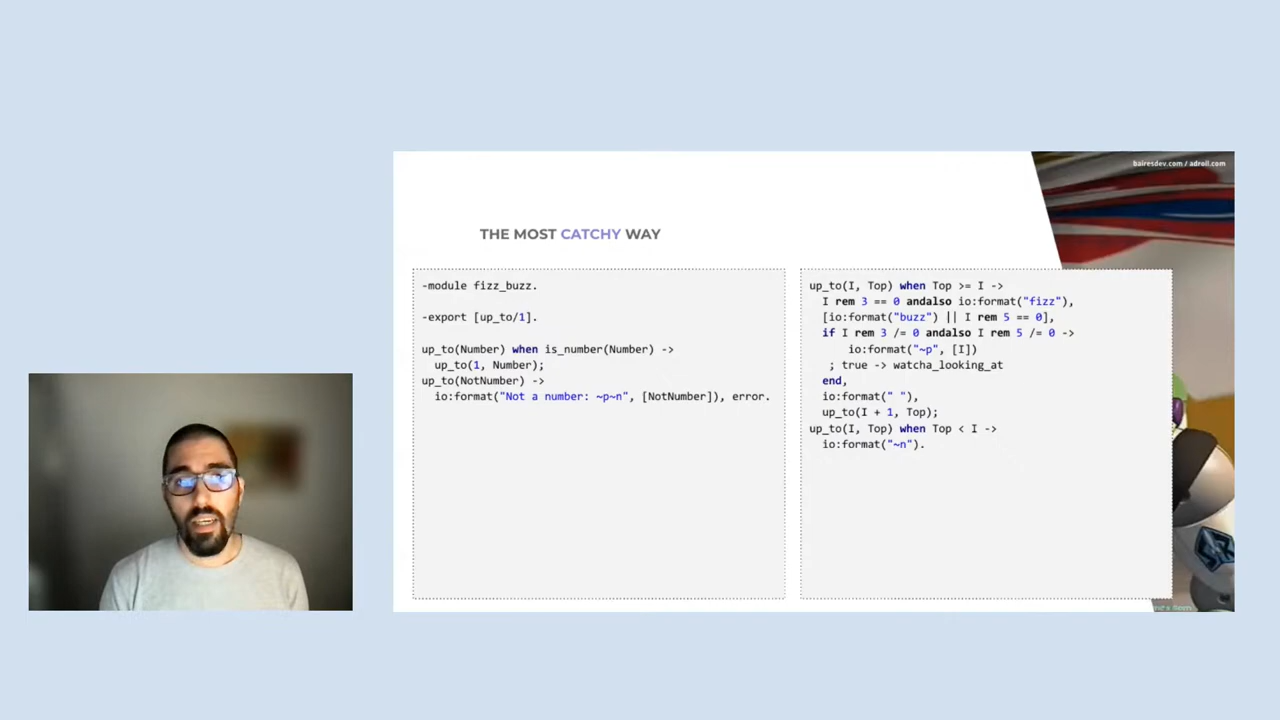 bairesdev.com / adroll.com
THE MOST CATCHY WAY
-module fizz_buzz.
-export [up_to/1].
up_to(Number) when is_number(Number) ->
up_to(1, Number);
up_to(NotNumber) ->
io:format("Not a number: ~p~n", [NotNumber]), error.
up_to(I, Top) when Top >= I ->
I rem 3 == 0 andalso io:format("fizz"),
[io:format("buzz") || I rem 5 == 0],
if I rem 3 /= 0 andalso I rem 5 /= 0 ->
io:format("~p", [I])
; true -> watcha_looking_at
end,
io:format(" "),
up_to(I + 1, Top);
up_to(I, Top) when Top < I ->
io:format("~n").